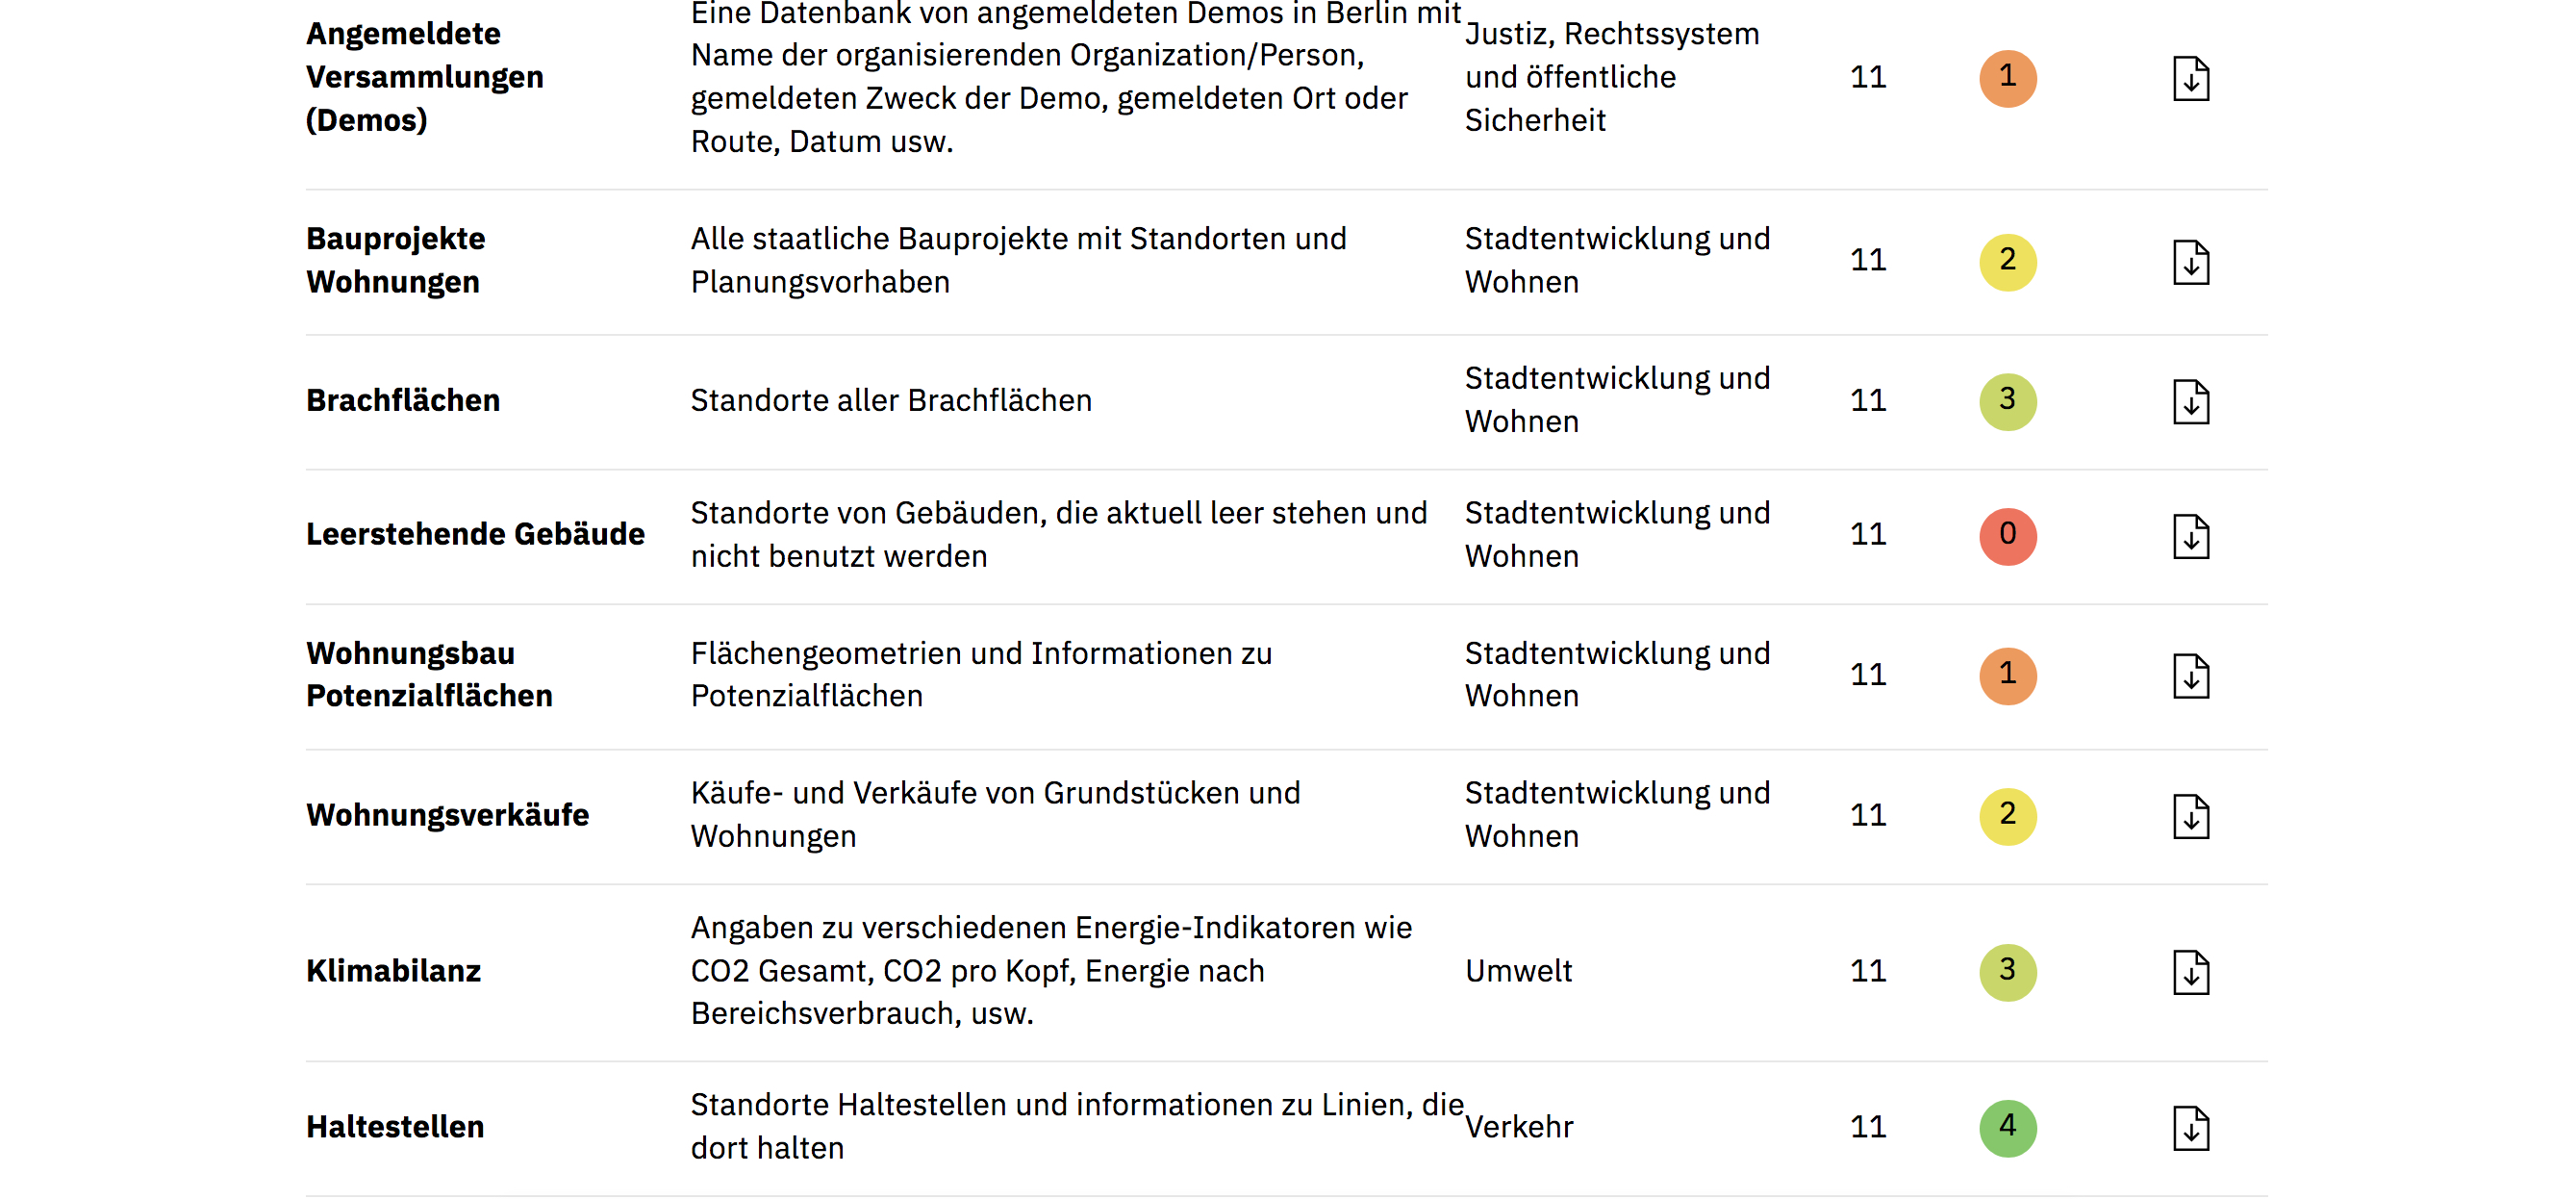 Angemeldete
Versammlungen
(Demos)
Eine Datenbank von angemeldeten Demos in Berlin mit
Name der organisierenden Organization/Person,
gemeldeten Zweck der Demo, gemeldeten Ort oder
Route, Datum usw.
Justiz, Rechtssystem
und öffentliche
Sicherheit
11
1
Bauprojekte
Wohnungen
Alle staatliche Bauprojekte mit Standorten und
Planungsvorhaben
Stadtentwicklung und
Wohnen
11
2
Brachflächen
Standorte aller Brachflächen
Stadtentwicklung und
Wohnen
11
3
Leerstehende Gebäude
Standorte von Gebäuden, die aktuell leer stehen und
nicht benutzt werden
Stadtentwicklung und
Wohnen
11
0
Wohnungsbau
Potenzialflächen
Flächengeometrien und Informationen zu
Potenzialflächen
Stadtentwicklung und
Wohnen
11
1
Wohnungsverkäufe
Käufe- und Verkäufe von Grundstücken und
Wohnungen
Stadtentwicklung und
Wohnen
11
2
Klimabilanz
Angaben zu verschiedenen Energie-Indikatoren wie
CO2 Gesamt, CO2 pro Kopf, Energie nach
Bereichsverbrauch, usw.
Umwelt
11
3
Haltestellen
Standorte Haltestellen und informationen zu Linien, die
dort halten
Verkehr
11
4